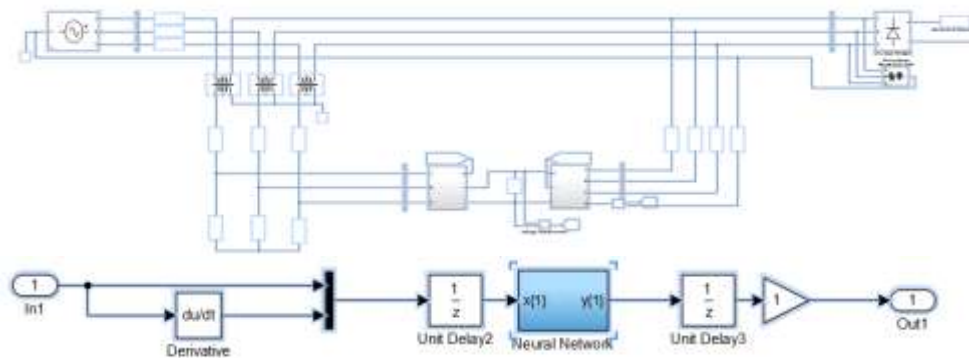 1
In1
du/dt
Derivative
1
z
Unit Delay2
x{1}
y{1}
Neural Network
1
z
Unit Delay3
1
1
Out1